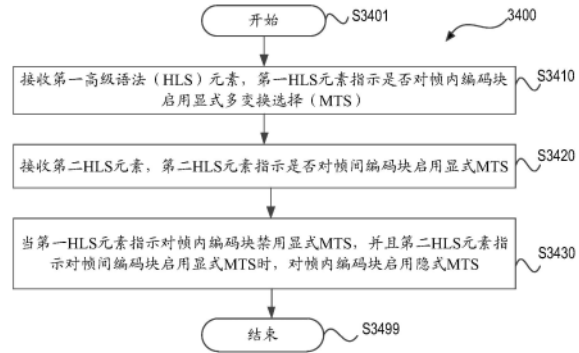 开始
S3401
3400
接收第一高级语法（HLS）元素，第一HLS元素指示是否对帧内编码块
启用显式多变换选择（MTS）
S3410
接收第二HLS元素，第二HLS元素指示是否对帧间编码块启用显式MTS
S3420
当第一HLS元素指示对帧内编码块禁用显式MTS，并且第二HLS元素指
示对帧间编码块启用显式MTS时，对帧内编码块启用隐式MTS
S3430
结束
S3499